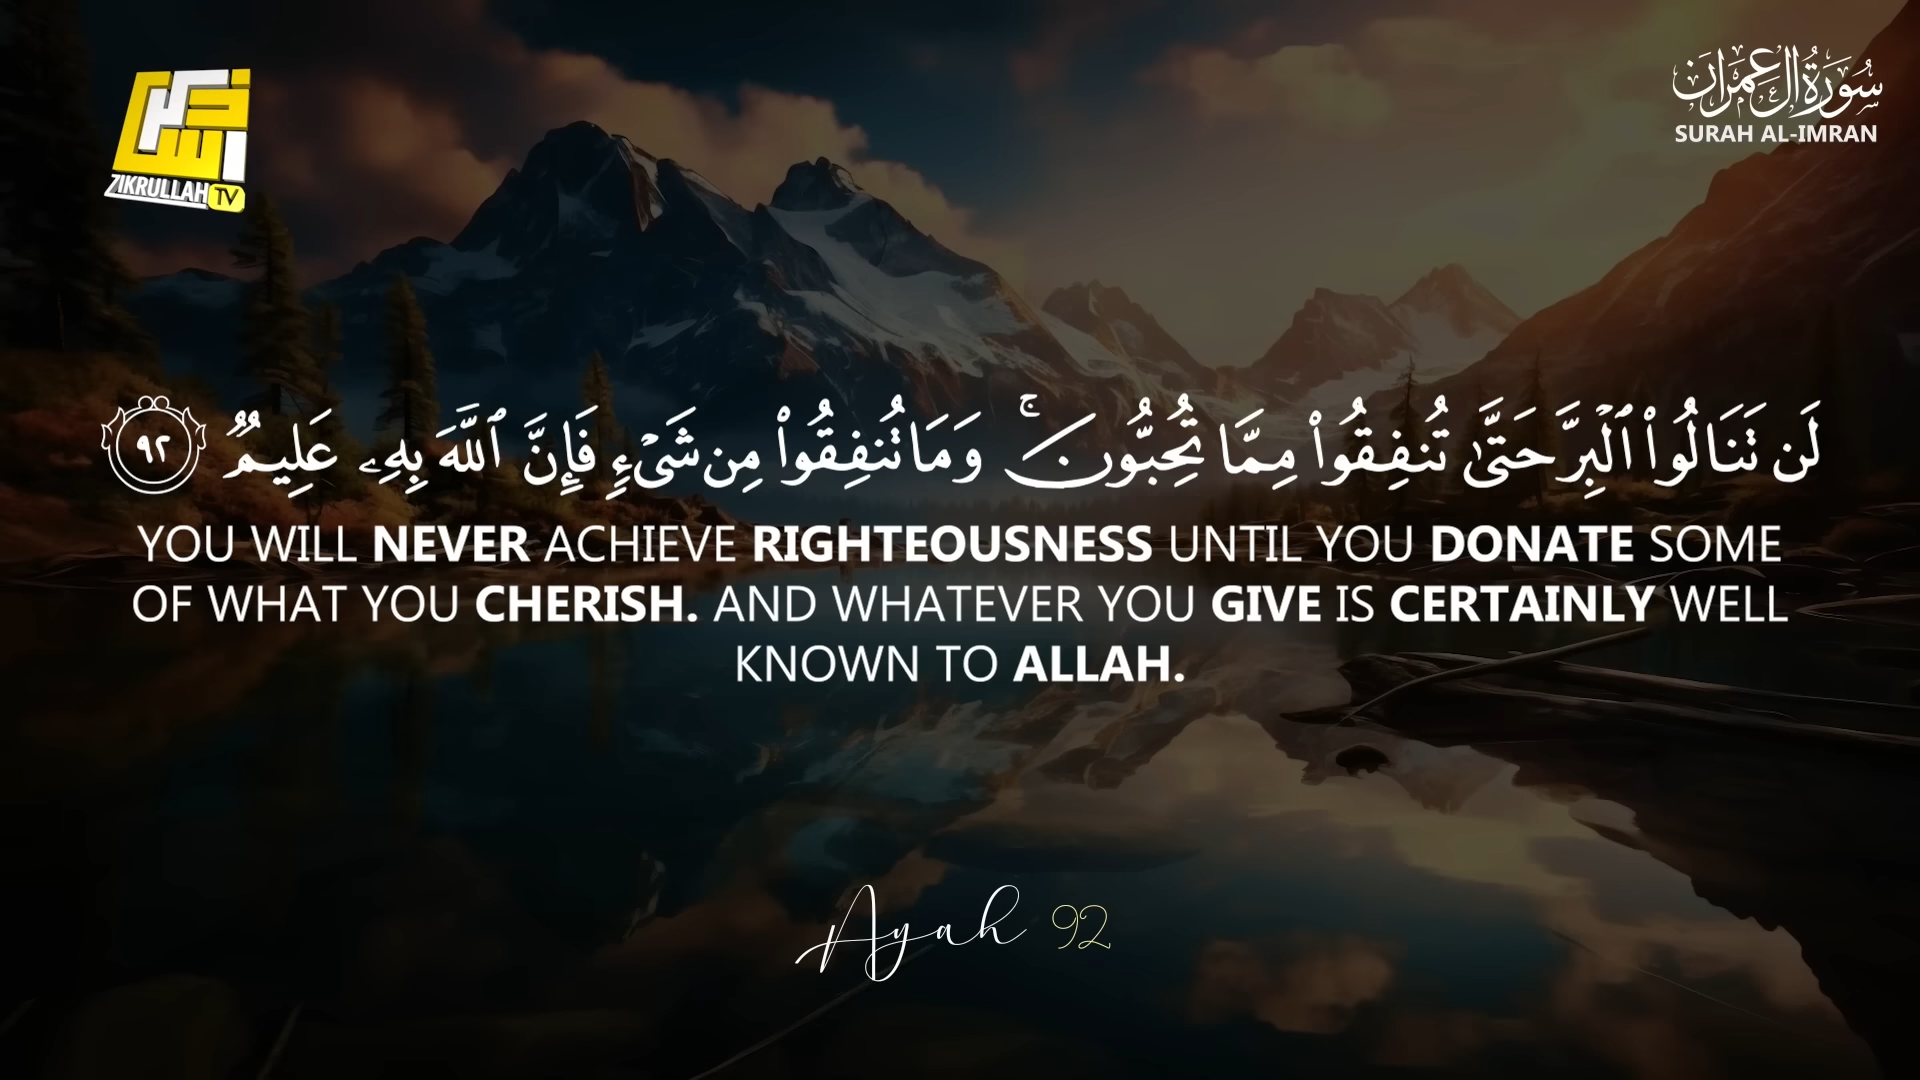 ذكر الله
ZIKRULLAH TV
سُورَةُ آلِ عِمْرَان
SURAH AL-IMRAN
لَن تَنَالُوا۟ ٱلْبِرَّ حَتَّىٰ تُنفِقُوا۟ مِمَّا تُحِبُّونَ ۚ وَمَا تُنفِقُوا۟ مِن شَىْءٍ فَإِنَّ ٱللَّهَ بِهِۦ عَلِيمٌ ٩٢
YOU WILL NEVER ACHIEVE RIGHTEOUSNESS UNTIL YOU DONATE SOME
OF WHAT YOU CHERISH. AND WHATEVER YOU GIVE IS CERTAINLY WELL
KNOWN TO ALLAH.
Ayah 92